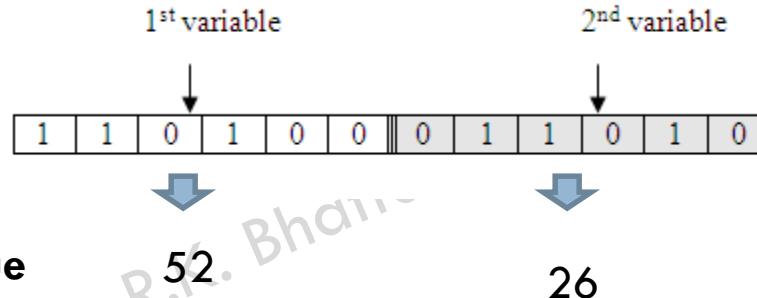 1st variable 2nd variable
1 1 0 1 0 0 0 1 1 0 1 0
R.K.
52 26